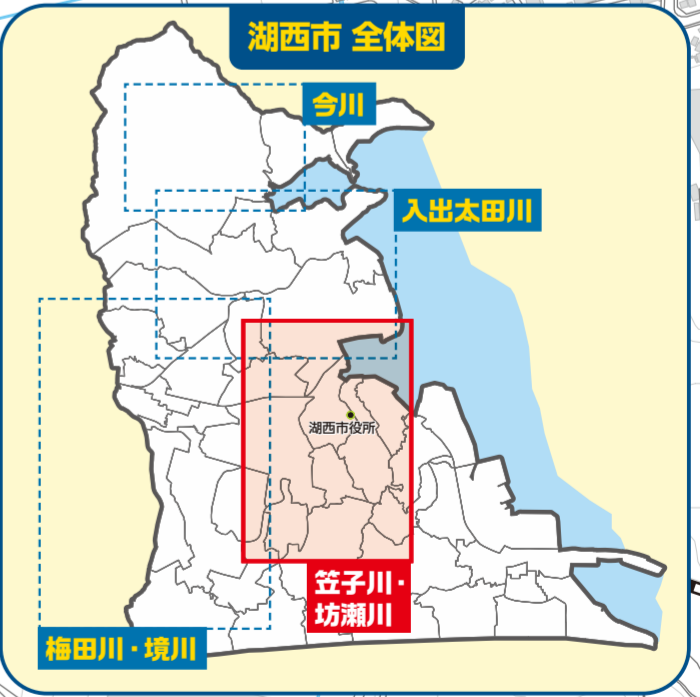 湖西市 全体図
今川
入出太田川
湖西市役所
笠子川・
坊瀬川
梅田川・境川